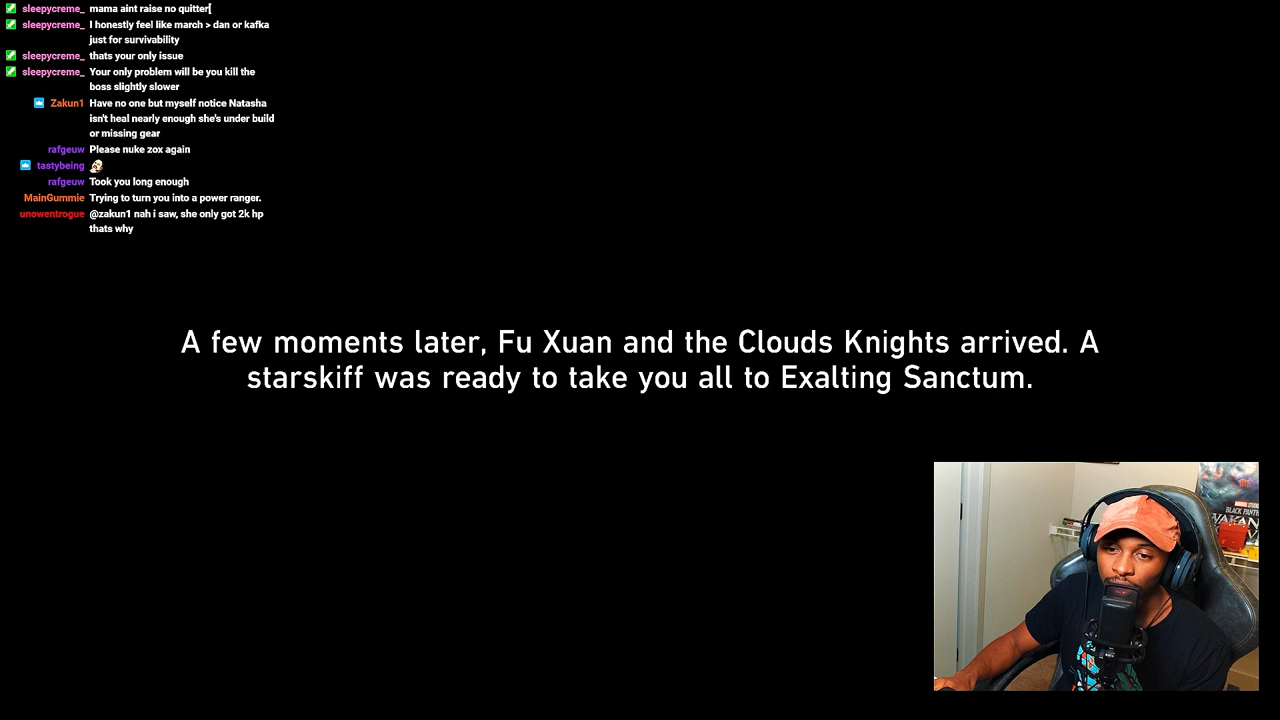 sleepycreme_ mama aint raise no quitter[
sleepycreme_ I honestly feel like march > dan or kafka
just for survivability
sleepycreme_ thats your only issue
sleepycreme_ Your only problem will be you kill the
boss slightly slower
Zakun1 Have no one but myself notice Natasha
isn't heal nearly enough she's under build
or missing gear
rafgeuw Please nuke zox again
tastybeing
rafgeuw Took you long enough
MainGummie Trying to turn you into a power ranger.
unowentrogue @zakun1 nah i saw, she only got 2k hp
thats why
A few moments later, Fu Xuan and the Clouds Knights arrived. A
starskiff was ready to take you all to Exalting Sanctum.
MARVEL STUDIOS
BLACK PANT
WAKAN